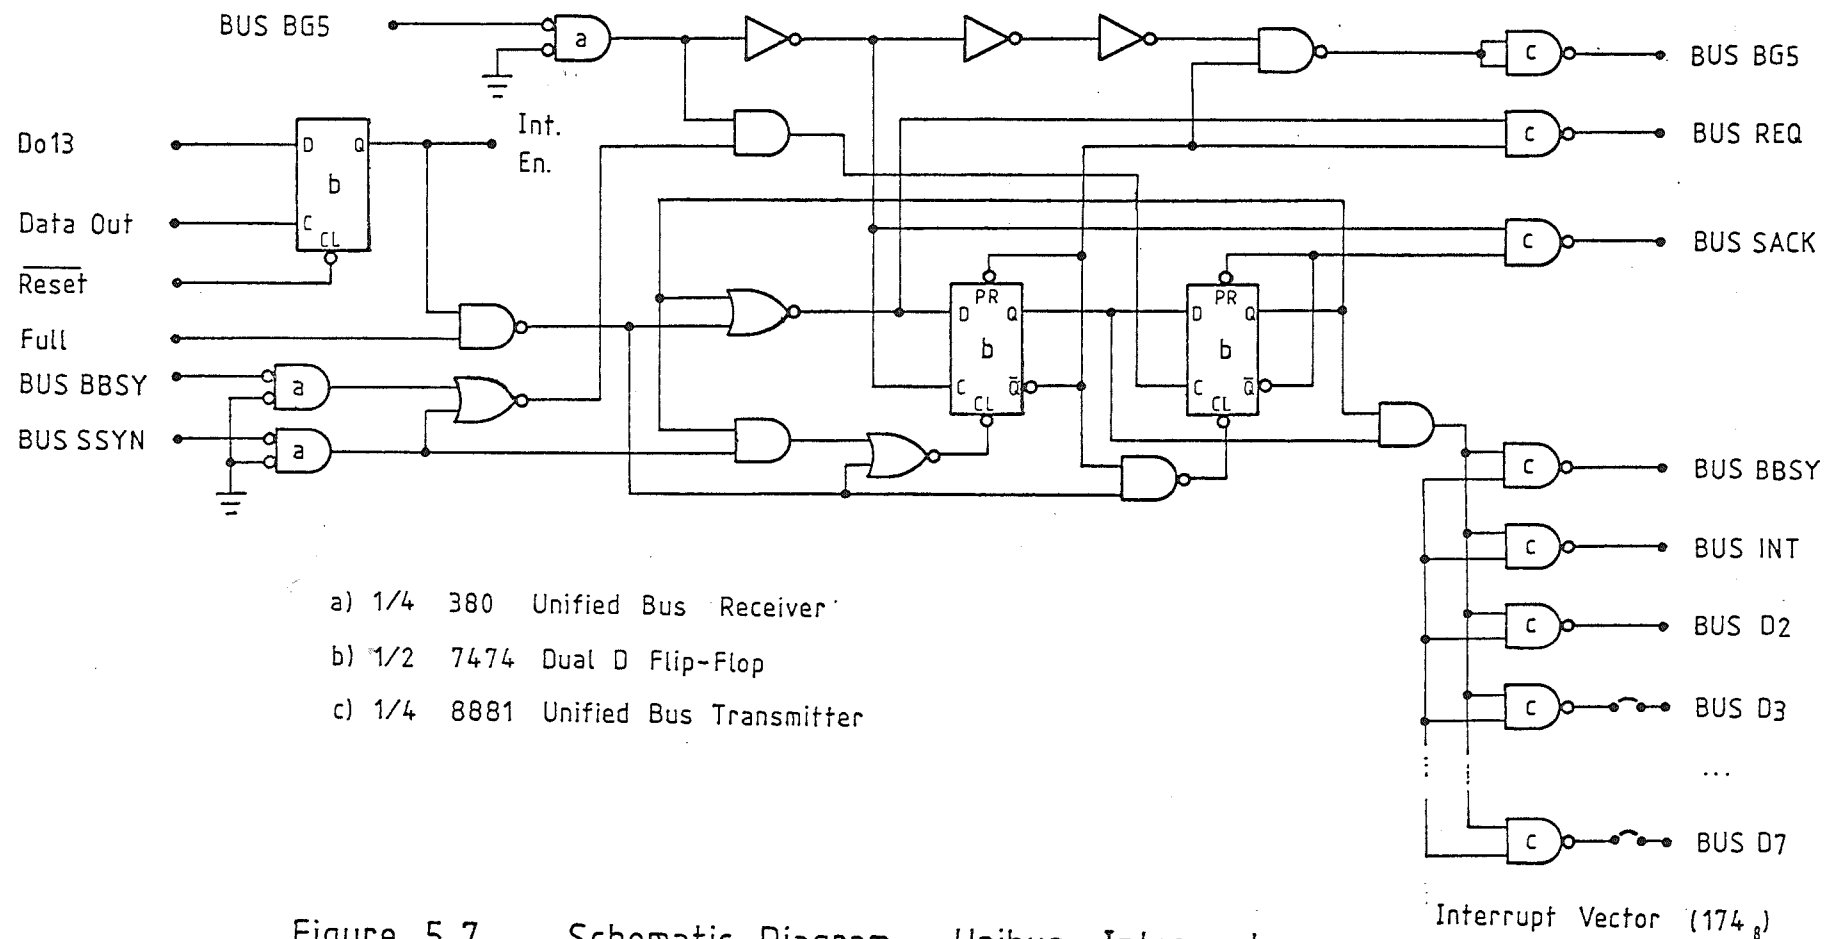 BUS BG5
a
c
BUS BG5
Do13
D
Q
b
C
CL
Int.
En.
c
BUS REQ
Data Out
c
BUS SACK
Reset
Full
PR
D
Q
b
C
Q
CL
PR
D
Q
b
C
Q
CL
BUS BBSY
a
BUS SSYN
a
c
BUS BBSY
c
BUS INT
c
BUS D2
c
BUS D3
...
c
BUS D7
a) 1/4 380 Unified Bus Receiver
b) 1/2 7474 Dual D Flip-Flop
c) 1/4 8881 Unified Bus Transmitter
Interrupt Vector (174₈)
Figure 5.7 Schematic Diagram Unibus